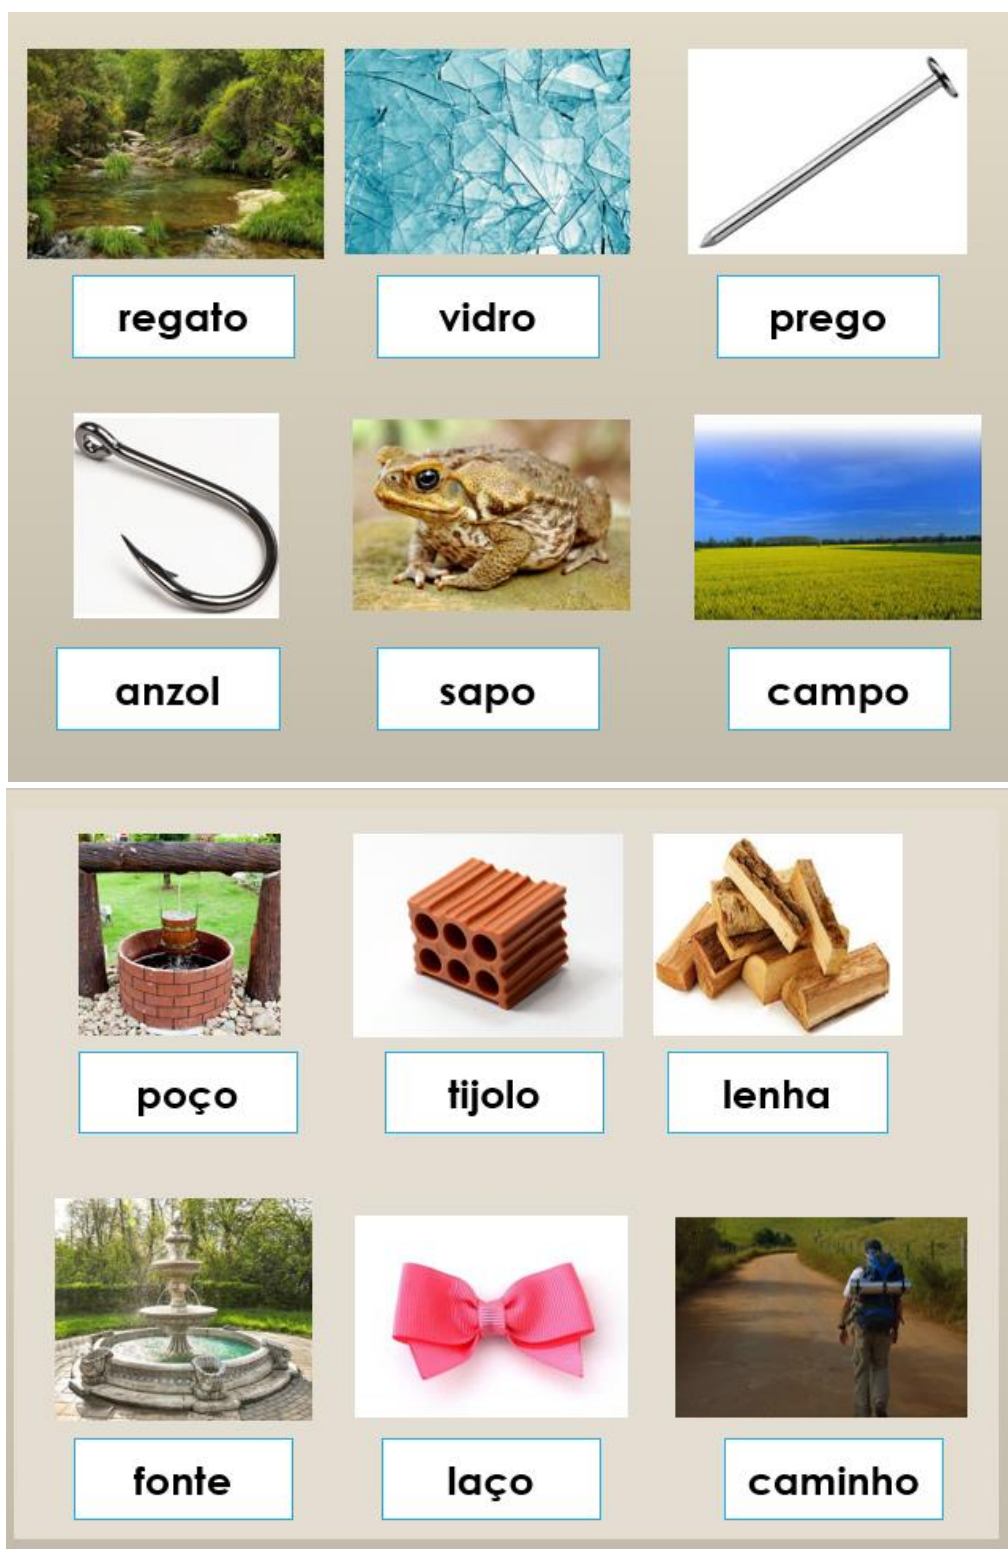 regato
vidro
prego
anzol
sapo
campo
poço
tijolo
lenha
fonte
laço
caminho